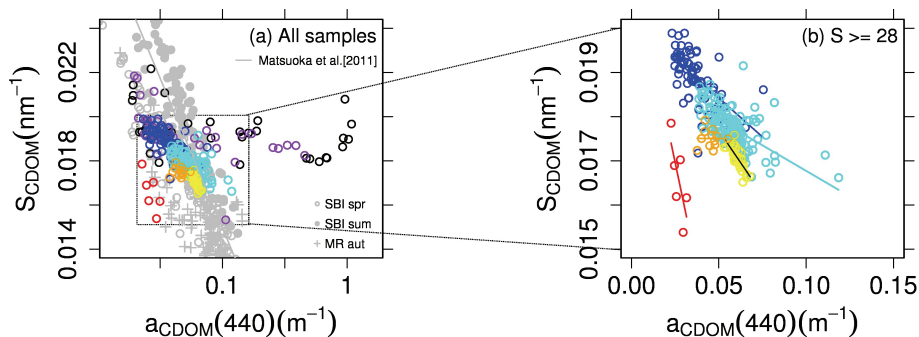 (a) All samples
Matsuoka et al.[2011]
SBI spr
SBI sum
MR aut
0.014 0.018 0.022
S_CDOM(nm⁻¹)
0.1 1
a_CDOM(440)(m⁻¹)
(b) S >= 28
0.015 0.017 0.019
S_CDOM(nm⁻¹)
0.00 0.05 0.10 0.15
a_CDOM(440)(m⁻¹)